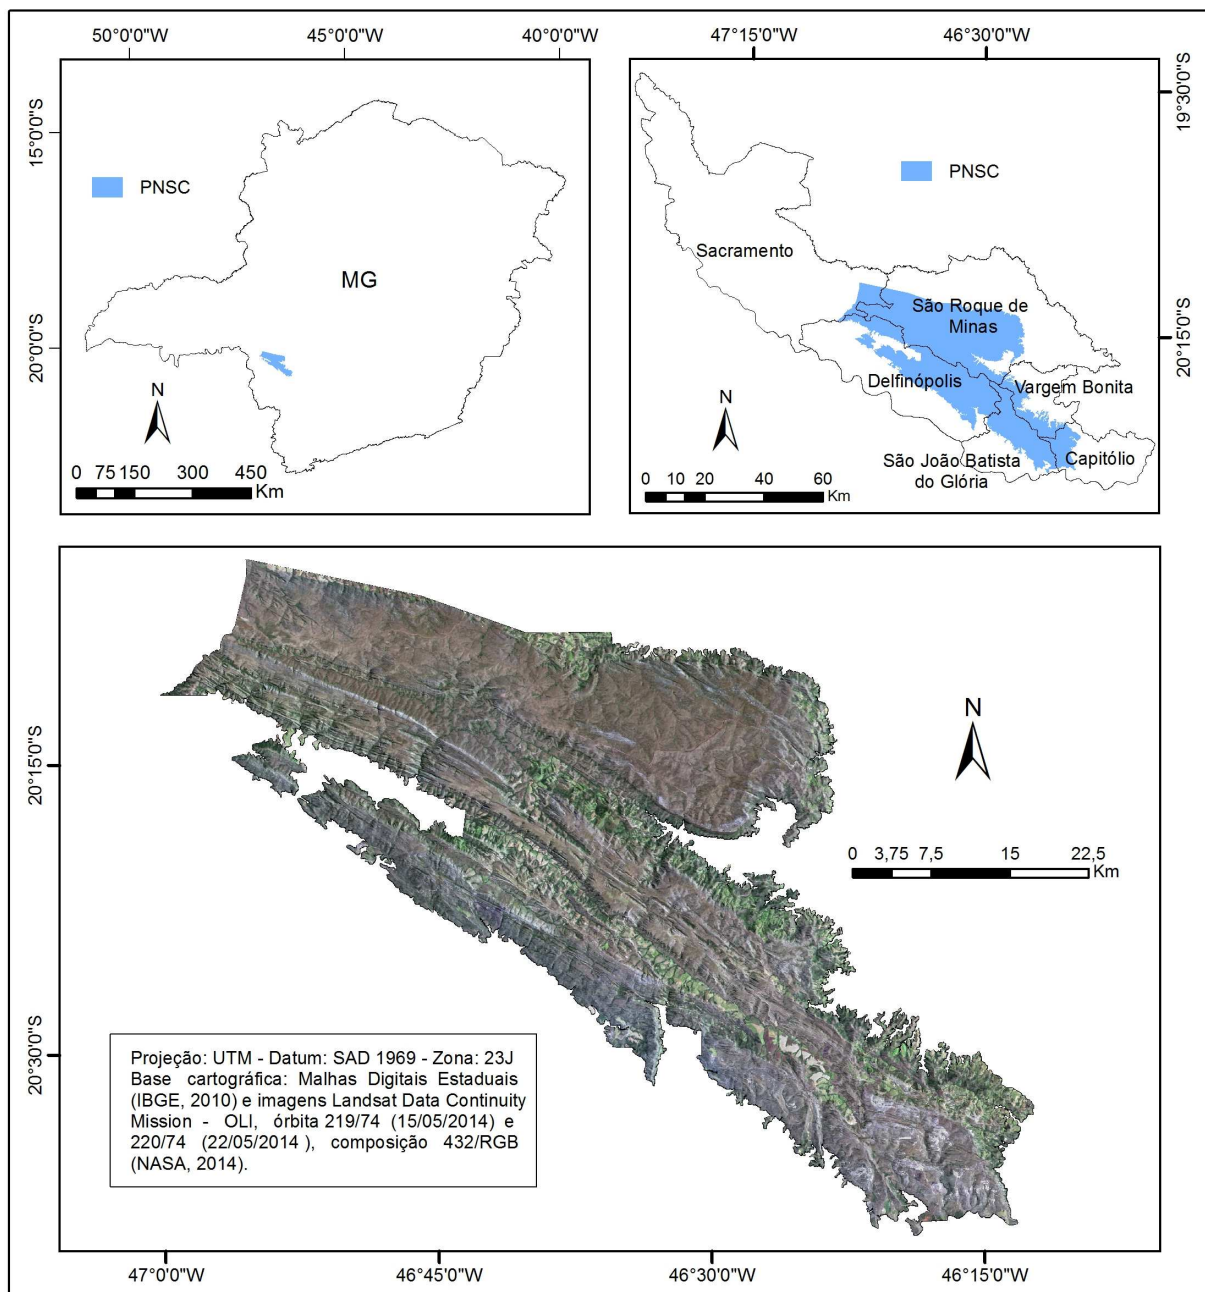 50°0'0"W
45°0'0"W
40°0'0"W
15°0'0"S
20°0'0"S
PNSC
MG
N
0 75 150 300 450
Km
47°15'0"W
46°30'0"W
19°30'0"S
20°15'0"S
PNSC
Sacramento
São Roque de
Minas
Delfinópolis
Vargem Bonita
São João Batista
do Glória
Capitólio
N
0 10 20 40 60
Km
N
0 3,75 7,5 15 22,5
Km
20°15'0"S
20°30'0"S
Projeção: UTM - Datum: SAD 1969 - Zona: 23J
Base cartográfica: Malhas Digitais Estaduais
(IBGE, 2010) e imagens Landsat Data Continuity
Mission - OLI, órbita 219/74 (15/05/2014) e
220/74 (22/05/2014 ), composição 432/RGB
(NASA, 2014).
47°0'0"W
46°45'0"W
46°30'0"W
46°15'0"W